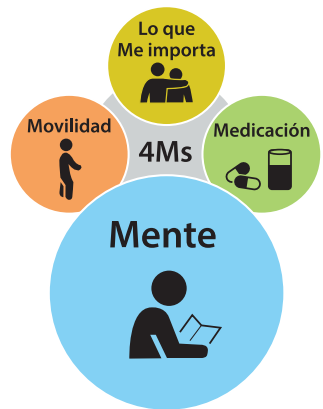 Lo que
Me importa
Movilidad
4Ms
Medicación
Mente